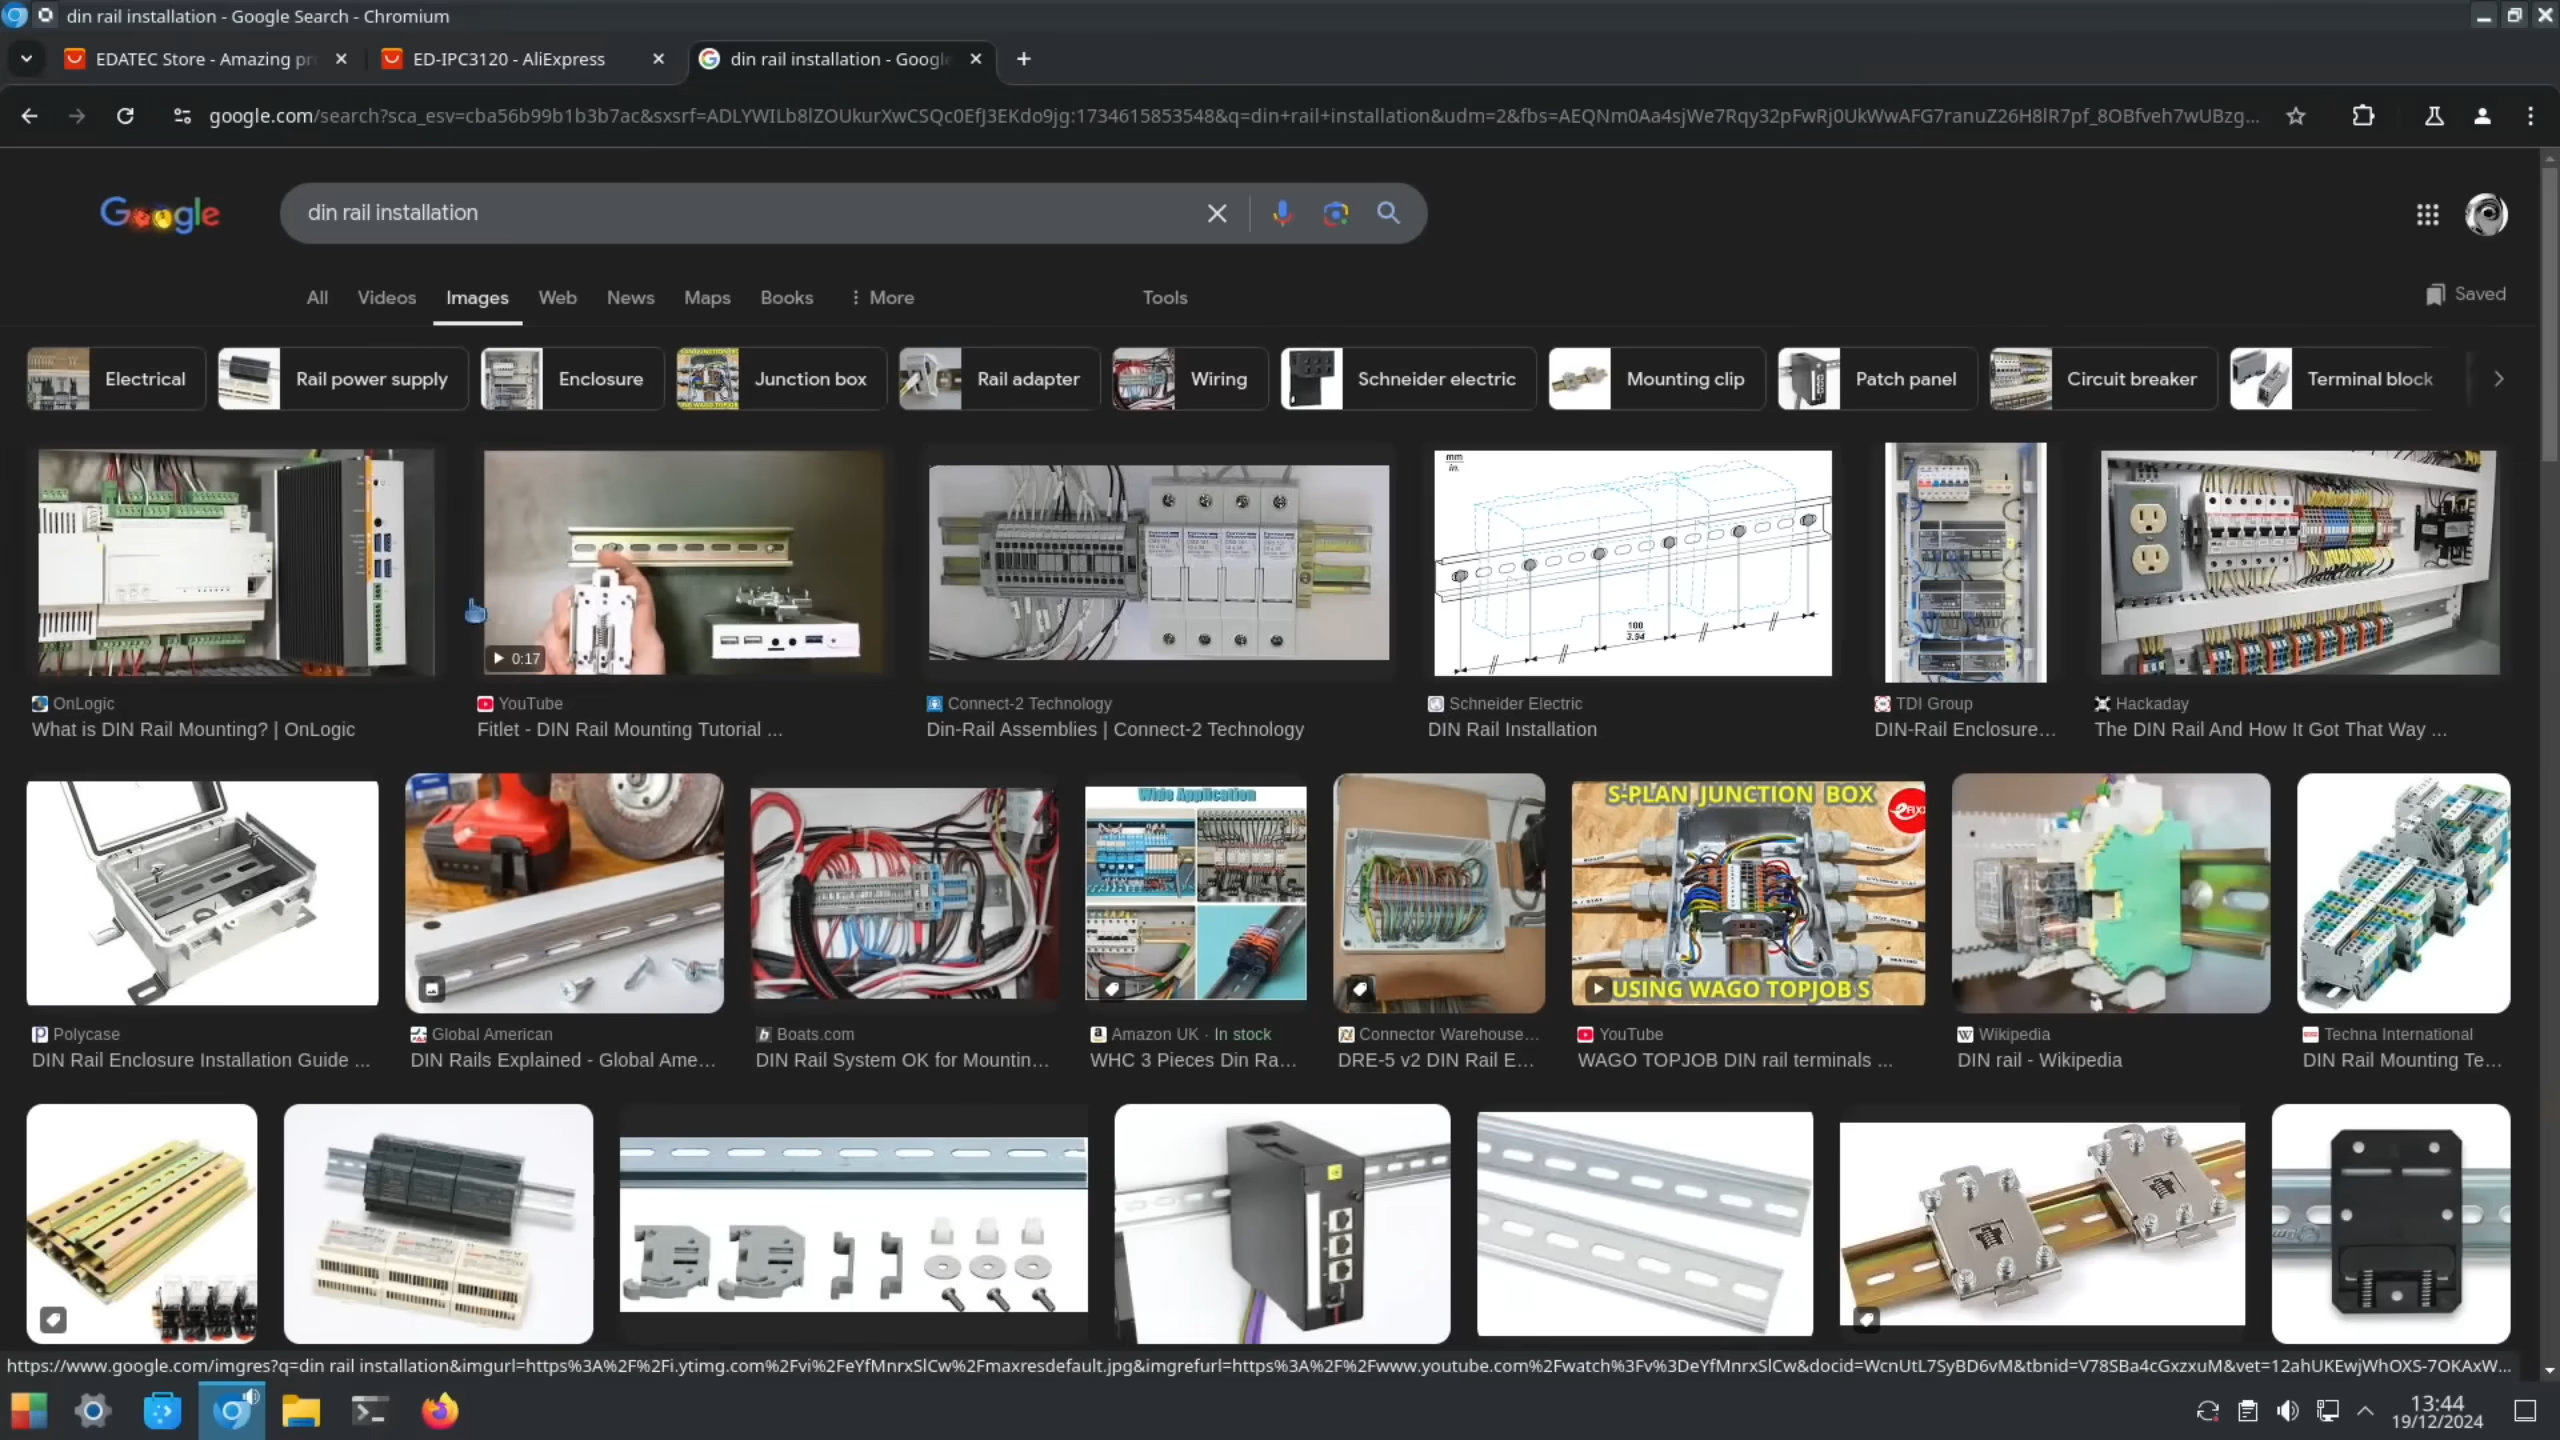 din rail installation - Google Search - Chromium
EDATEC Store - Amazing pr
ED-IPC3120 - AliExpress
din rail installation - Google
google.com/search?sca_esv=cba56b99b1b3b7ac&sxsrf=ADLYWILb8lZOUkurXwCSQc0EfJ3EKdo9jg:1734615853548&q=din+rail+installation&udm=2&fbs=AEQNm0Aa4sjWe7Rqy32pFwRj0UkWwAFG7ranuZ26H8lR7pf_8OBfveh7wUBzg...
Google
din rail installation
All Videos Images Web News Maps Books More Tools
Saved
Electrical
Rail power supply
Enclosure
Junction box
Rail adapter
Wiring
Schneider electric
Mounting clip
Patch panel
Circuit breaker
Terminal block
0:17
mm
in.
100
3.94
OnLogic
What is DIN Rail Mounting? | OnLogic
YouTube
Fitlet - DIN Rail Mounting Tutorial ...
Connect-2 Technology
Din-Rail Assemblies | Connect-2 Technology
Schneider Electric
DIN Rail Installation
TDI Group
DIN-Rail Enclosure...
Hackaday
The DIN Rail And How It Got That Way ...
Wide Application
S-PLAN JUNCTION BOX
USING WAGO TOPJOB S
Polycase
DIN Rail Enclosure Installation Guide ...
Global American
DIN Rails Explained - Global Ame...
Boats.com
DIN Rail System OK for Mountin...
Amazon UK · In stock
WHC 3 Pieces Din Ra...
Connector Warehouse...
DRE-5 v2 DIN Rail E...
YouTube
WAGO TOPJOB DIN rail terminals ...
Wikipedia
DIN rail - Wikipedia
Techna International
DIN Rail Mounting Te...
https://www.google.com/imgres?q=din rail installation&imgurl=https%3A%2F%2Fi.ytimg.com%2Fvi%2FeYfMnrxSlCw%2Fmaxresdefault.jpg&imgrefurl=https%3A%2F%2Fwww.youtube.com%2Fwatch%3Fv%3DeYfMnrxSlCw&docid=WcnUtL7SyBD6vM&tbnid=V78SBa4cGxzxuM&vet=12ahUKEwjWhOXS-7OKAxW...
13:44
19/12/2024